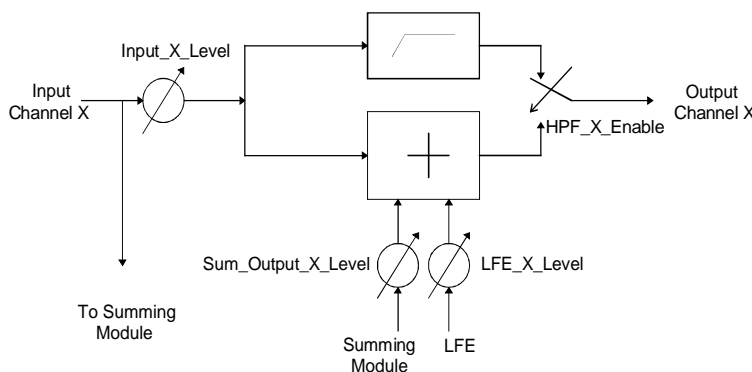 Input_X_Level
Input
Channel X
Output
Channel X
HPF_X_Enable
Sum_Output_X_Level
LFE_X_Level
To Summing
Module
Summing
Module
LFE